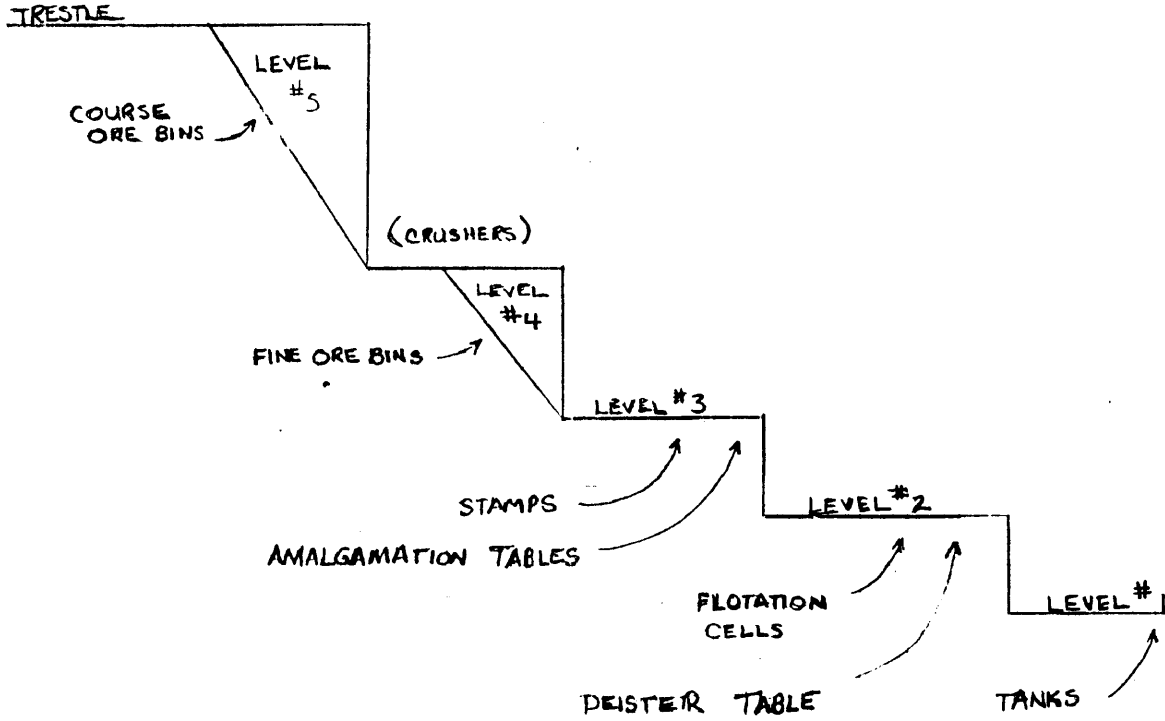 TRESTLE
LEVEL
#5
COURSE
ORE BINS
(CRUSHERS)
LEVEL
#4
FINE ORE BINS
LEVEL #3
STAMPS
AMALGAMATION TABLES
LEVEL #2
FLOTATION
CELLS
DEISTER TABLE
LEVEL #1
TANKS